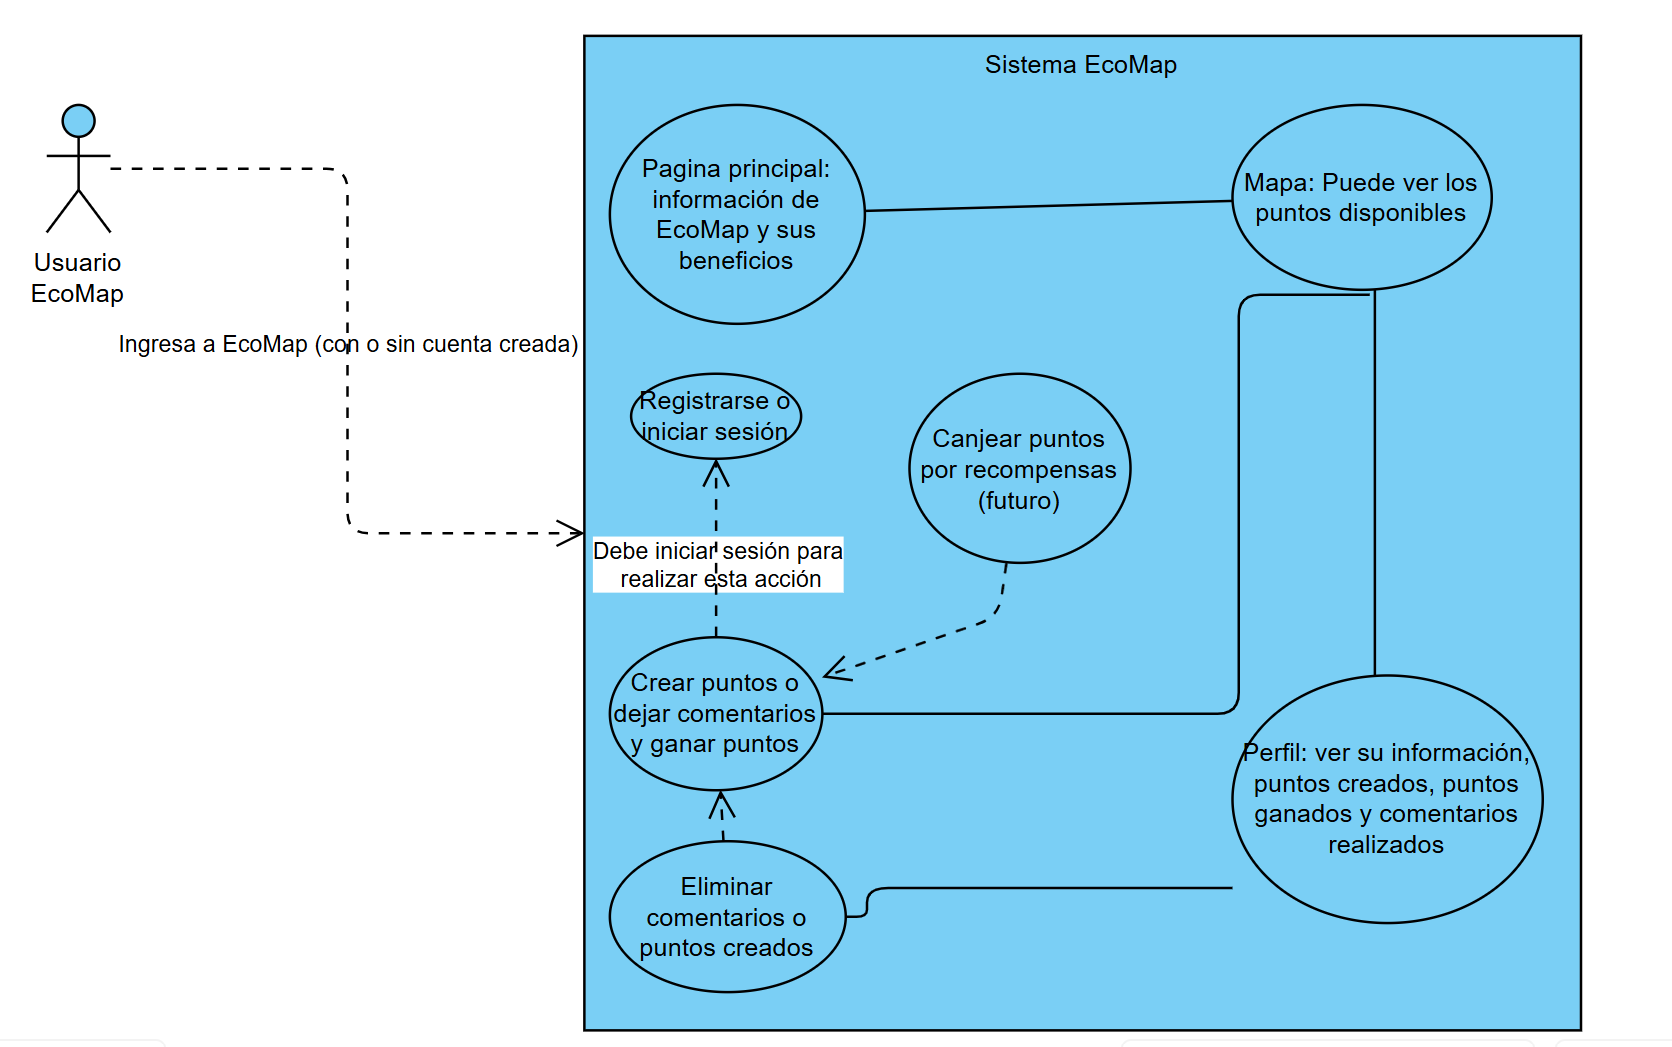 Sistema EcoMap
Usuario
EcoMap
Ingresa a EcoMap (con o sin cuenta creada)
Pagina principal:
información de
EcoMap y sus
beneficios
Mapa: Puede ver los
puntos disponibles
Registrarse o
iniciar sesión
Canjear puntos
por recompensas
(futuro)
Debe iniciar sesión para
realizar esta acción
Crear puntos o
dejar comentarios
y ganar puntos
Perfil: ver su información,
puntos creados, puntos
ganados y comentarios
realizados
Eliminar
comentarios o
puntos creados